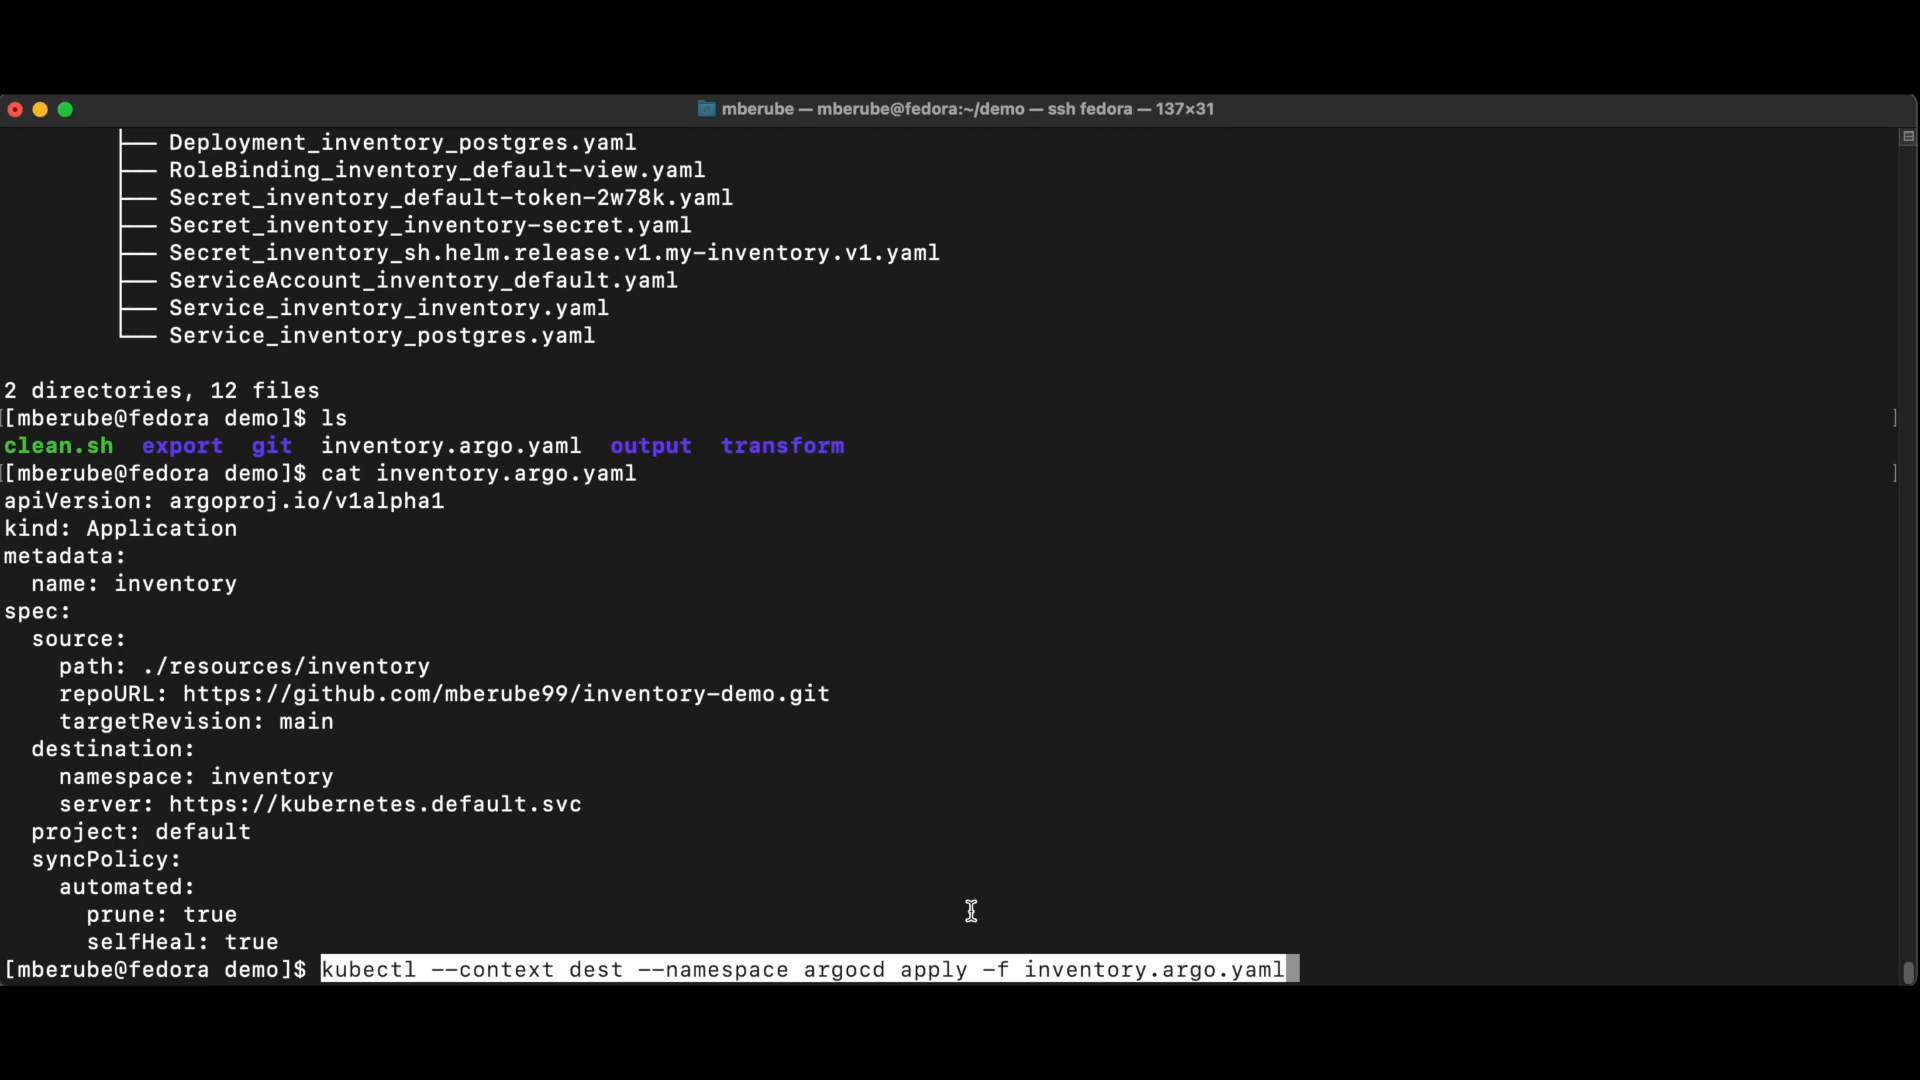 mberube — mberube@fedora:~/demo — ssh fedora — 137×31
├── Deployment_inventory_postgres.yaml
├── RoleBinding_inventory_default-view.yaml
├── Secret_inventory_default-token-2w78k.yaml
├── Secret_inventory_inventory-secret.yaml
├── Secret_inventory_sh.helm.release.v1.my-inventory.v1.yaml
├── ServiceAccount_inventory_default.yaml
├── Service_inventory_inventory.yaml
└── Service_inventory_postgres.yaml
2 directories, 12 files
[mberube@fedora demo]$ ls
clean.sh export git inventory.argo.yaml output transform
[mberube@fedora demo]$ cat inventory.argo.yaml
apiVersion: argoproj.io/v1alpha1
kind: Application
metadata:
  name: inventory
spec:
  source:
    path: ./resources/inventory
    repoURL: https://github.com/mberube99/inventory-demo.git
    targetRevision: main
  destination:
    namespace: inventory
    server: https://kubernetes.default.svc
  project: default
  syncPolicy:
    automated:
      prune: true
      selfHeal: true
[mberube@fedora demo]$ kubectl --context dest --namespace argocd apply -f inventory.argo.yaml